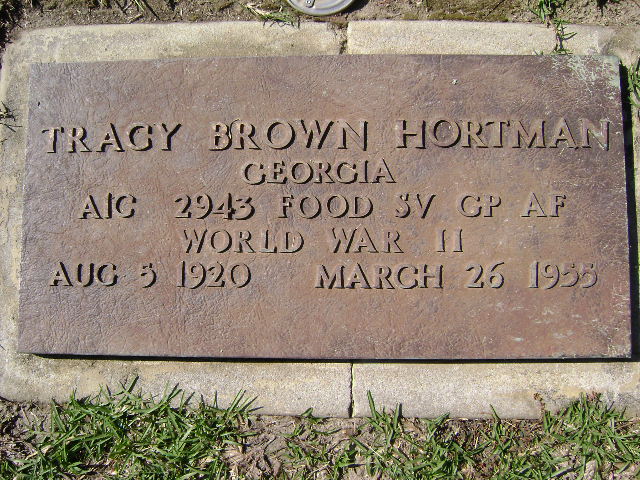 TRACY BROWN HORTMAN
GEORGIA
A1C 2943 FOOD SV GP AF
WORLD WAR II
AUG 5 1920 MARCH 26 1955